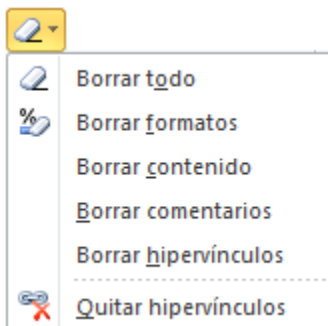 Borrar todo
Borrar formatos
Borrar contenido
Borrar comentarios
Borrar hipervínculos
Quitar hipervínculos